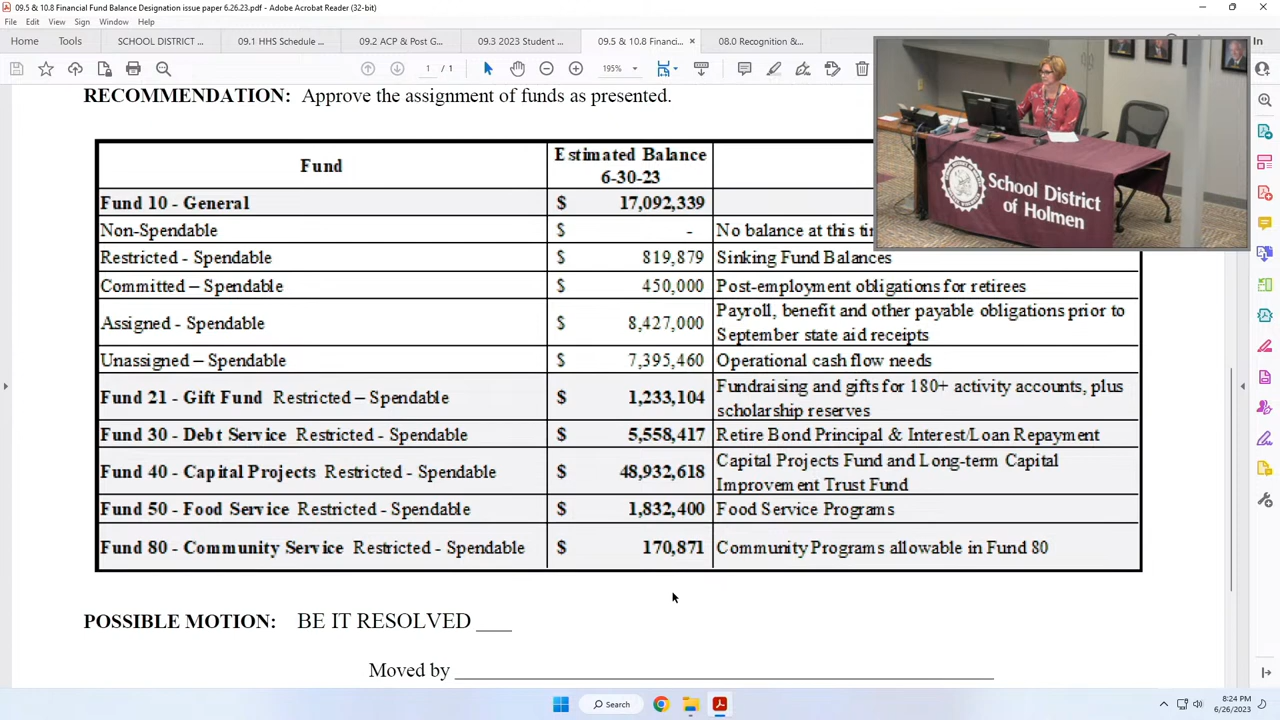 09.5 & 10.8 Financial Fund Balance Designation issue paper 6.26.23.pdf - Adobe Acrobat Reader (32-bit)
File Edit View Sign Window Help
Home Tools SCHOOL DISTRICT ... 09.1 HHS Schedule ... 09.2 ACP & Post G... 09.3 2023 Student ... 09.5 & 10.8 Financi... × 08.0 Recognition &... In
1 / 1 195%
RECOMMENDATION: Approve the assignment of funds as presented.
Fund Estimated Balance 6-30-23
Fund 10 - General $ 17,092,339
Non-Spendable $ - No balance at this
Restricted - Spendable $ 819,879 Sinking Fund Balances
Committed – Spendable $ 450,000 Post-employment obligations for retirees
Assigned - Spendable $ 8,427,000 Payroll, benefit and other payable obligations prior to
September state aid receipts
Unassigned – Spendable $ 7,395,460 Operational cash flow needs
Fund 21 - Gift Fund Restricted – Spendable $ 1,233,104 Fundraising and gifts for 180+ activity accounts, plus
scholarship reserves
Fund 30 - Debt Service Restricted - Spendable $ 5,558,417 Retire Bond Principal & Interest/Loan Repayment
Fund 40 - Capital Projects Restricted - Spendable $ 48,932,618 Capital Projects Fund and Long-term Capital
Improvement Trust Fund
Fund 50 - Food Service Restricted - Spendable $ 1,832,400 Food Service Programs
Fund 80 - Community Service Restricted - Spendable $ 170,871 Community Programs allowable in Fund 80
POSSIBLE MOTION: BE IT RESOLVED ____
Moved by ____
School District
of Holmen
Search
8:24 PM
6/26/2023